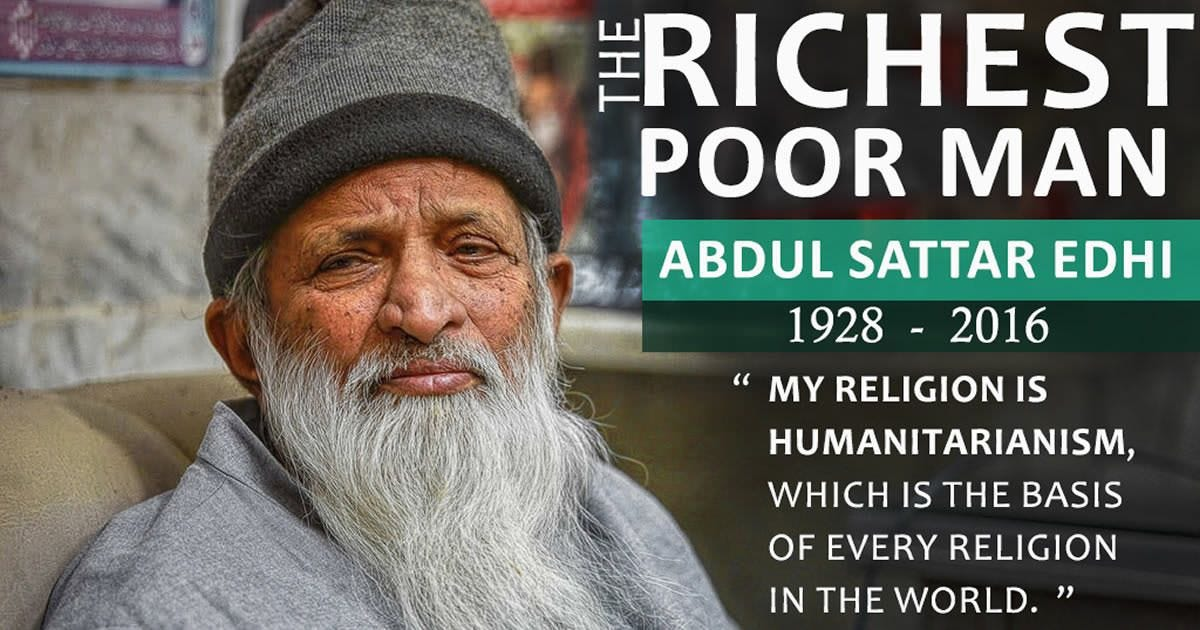 THE
RICHEST
POOR MAN
ABDUL SATTAR EDHI
1928 - 2016
“ MY RELIGION IS
HUMANITARIANISM,
WHICH IS THE BASIS
OF EVERY RELIGION
IN THE WORLD. ”